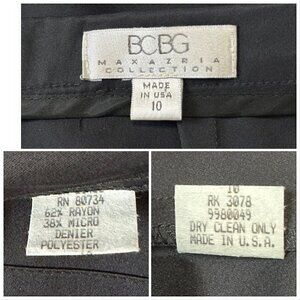 BCBG
MAXAZRIA
COLLECTION
MADE
IN USA
10
RN 80734
62% RAYON
38% MICRO
DENIER
POLYESTER
10
RK 3078
9980049
DRY CLEAN ONLY
MADE IN U.S.A.